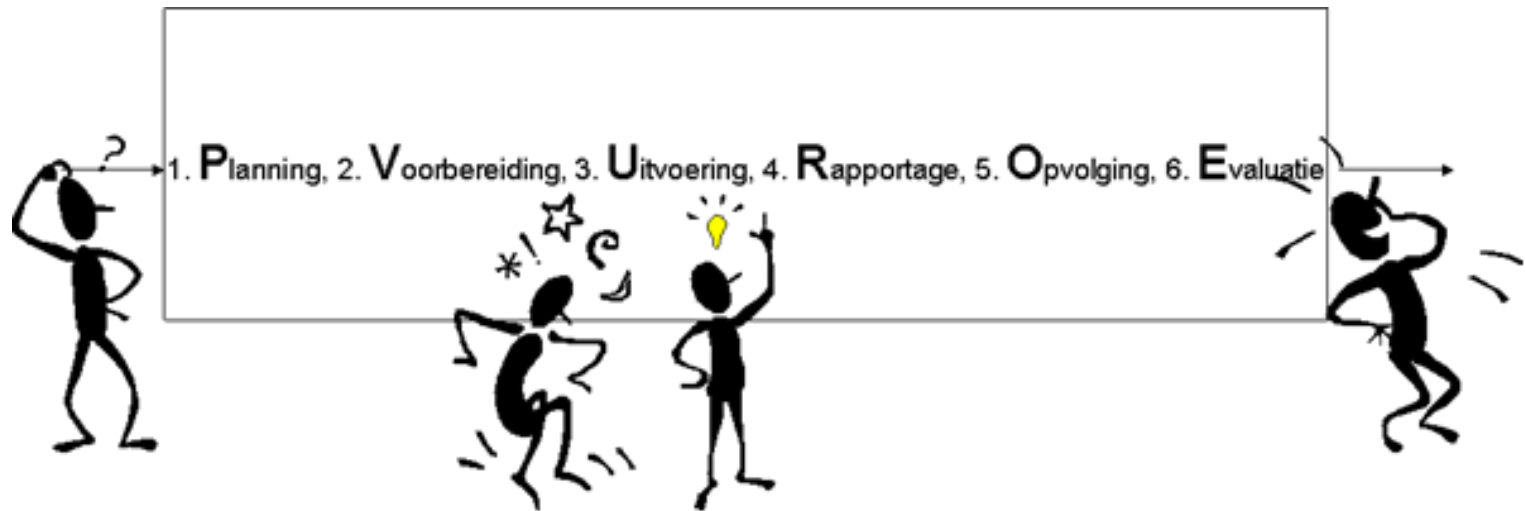 1. Planning, 2. Voorbereiding, 3. Uitvoering, 4. Rapportage, 5. Opvolging, 6. Evaluatie